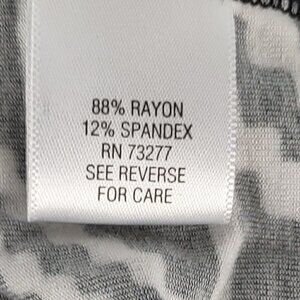 88% RAYON
12% SPANDEX
RN 73277
SEE REVERSE
FOR CARE